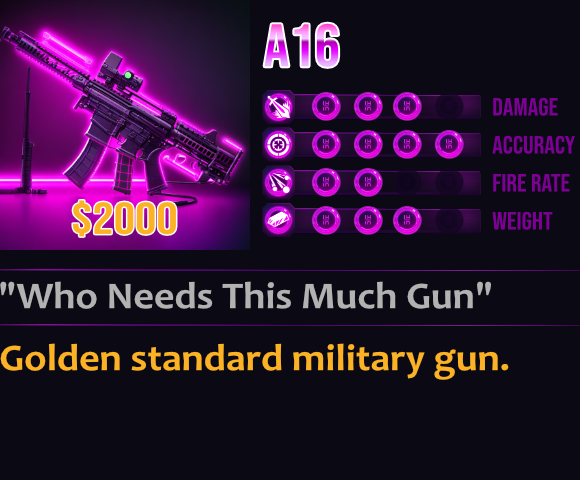 A16
DAMAGE
ACCURACY
FIRE RATE
WEIGHT
$2000
"Who Needs This Much Gun"
Golden standard military gun.